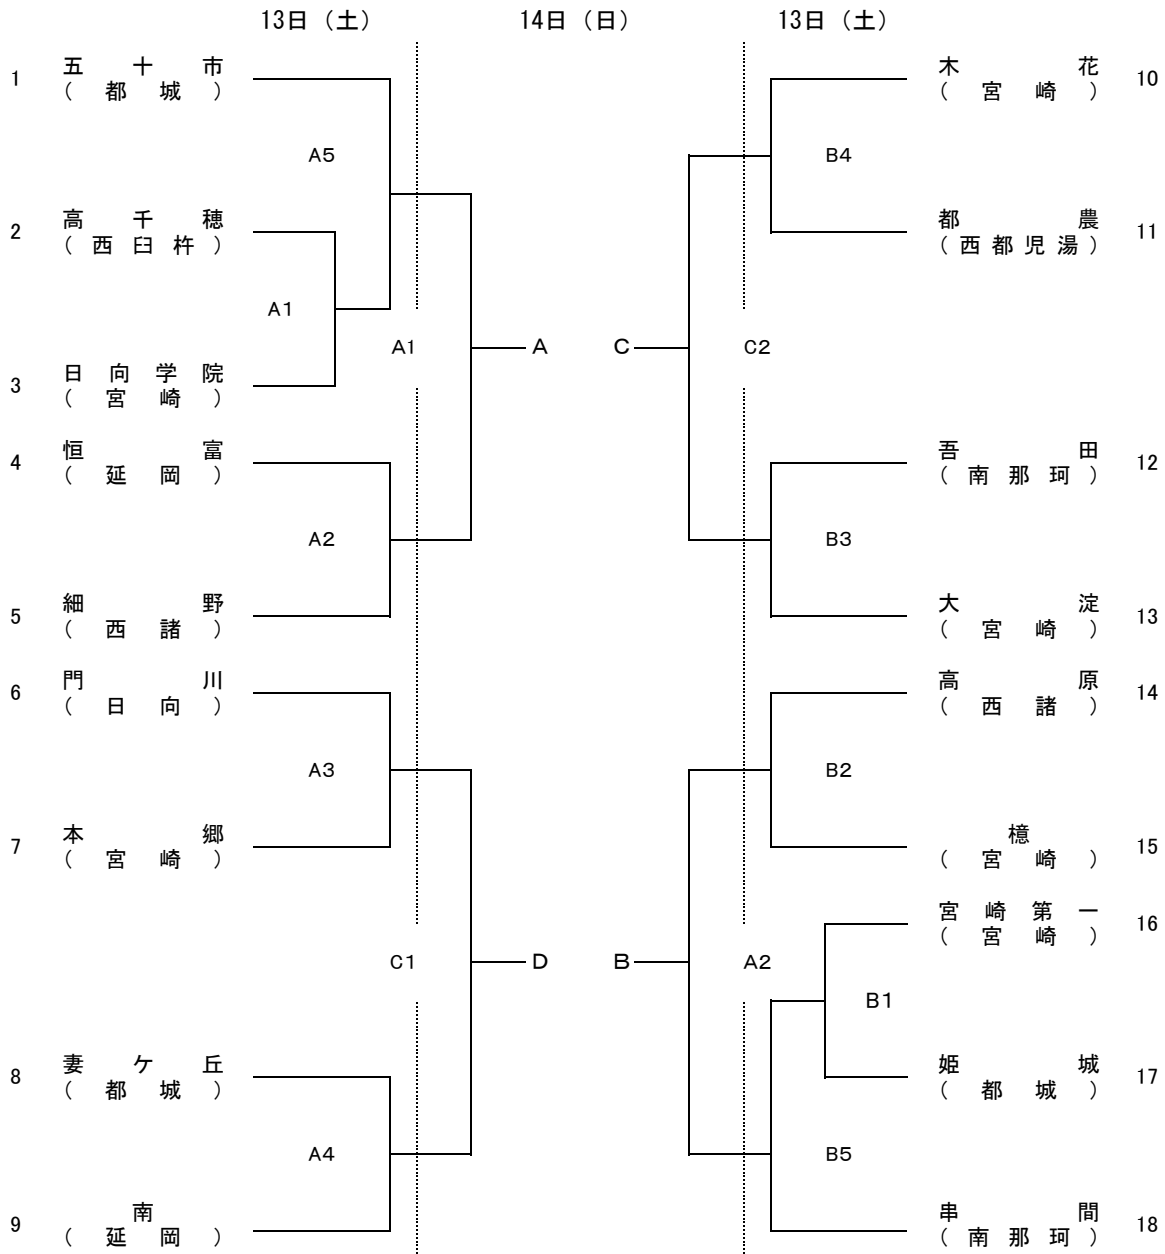 13日（土）　14日（日）　13日（土）
1　五十市
（都城）
A5
2　高千穂
（西臼杵）
A1
3　日向学院
（宮崎）
A1
A
4　恒富
（延岡）
A2
5　細野
（西諸）
6　門川
（日向）
A3
7　本郷
（宮崎）
C1
D
8　妻ケ丘
（都城）
A4
9　南
（延岡）
木花　10
（宮崎）
B4
都農　11
（西都児湯）
C
C2
吾田　12
（南那珂）
B3
大淀　13
（宮崎）
高原　14
（西諸）
B2
檍　15
（宮崎）
宮崎第一　16
（宮崎）
B
A2
B1
姫城　17
（都城）
B5
串間　18
（南那珂）